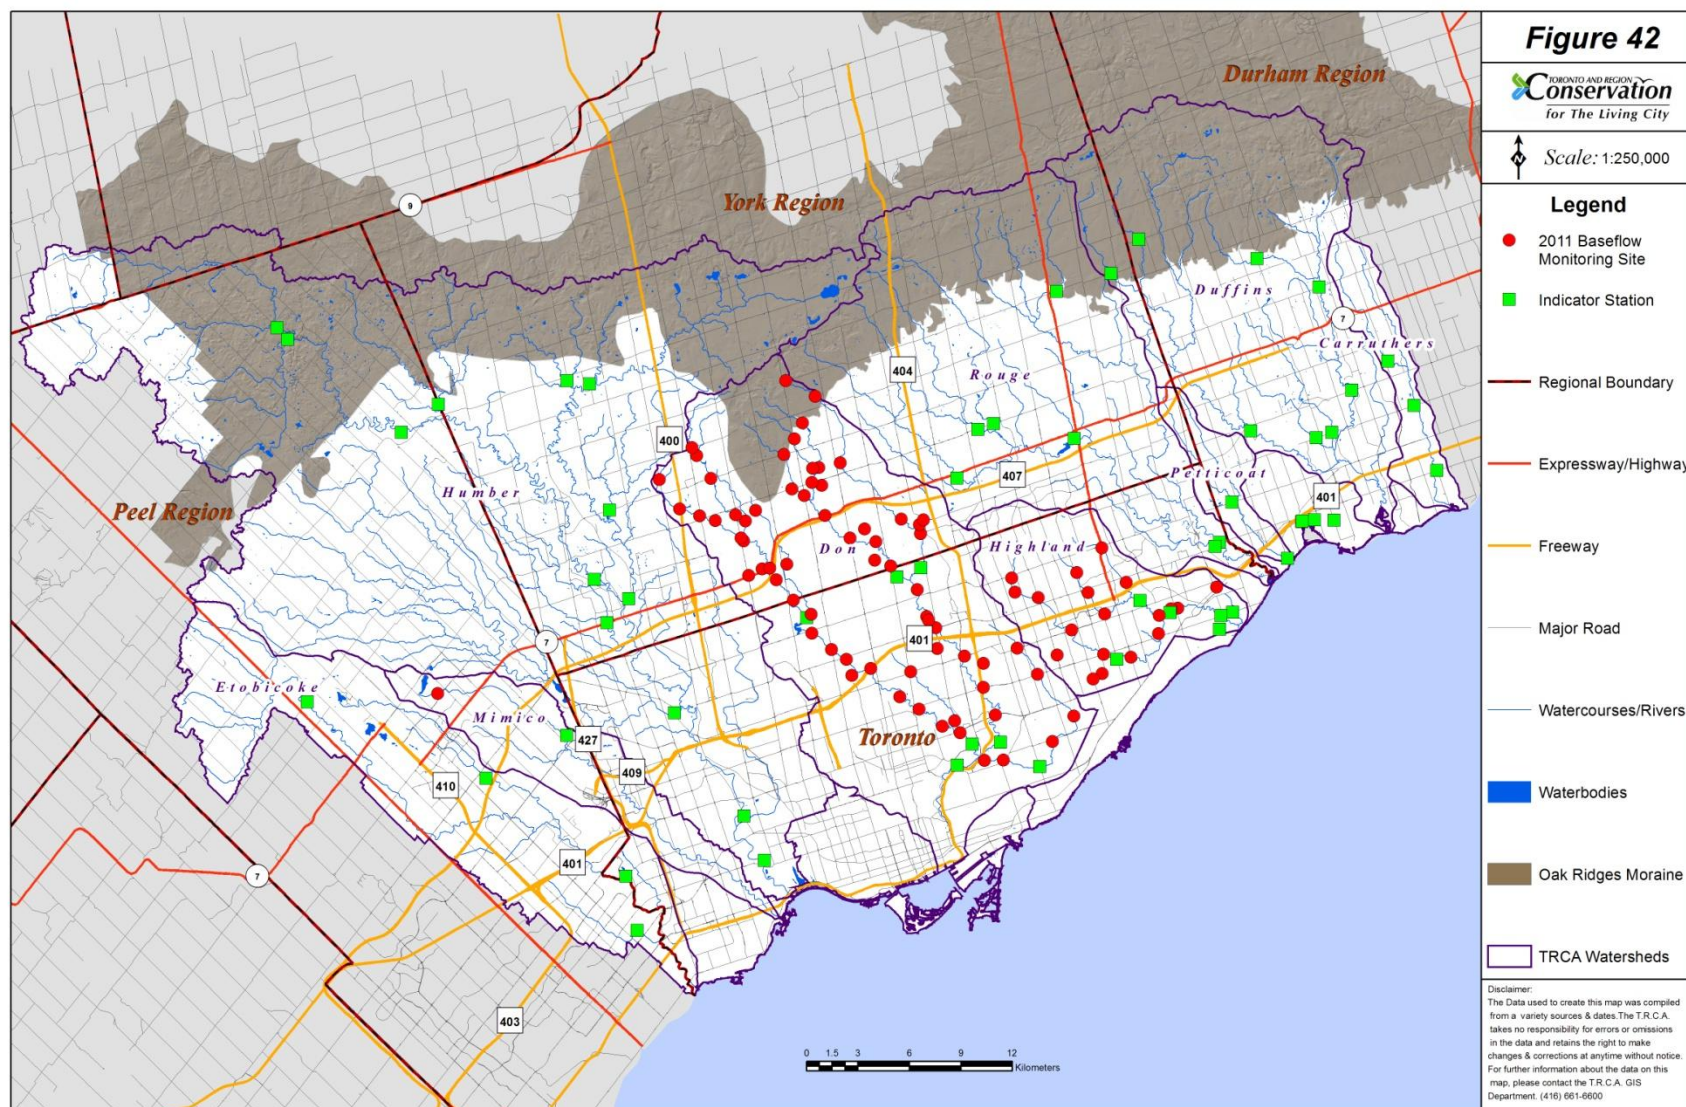 Figure 42
TORONTO AND REGION
Conservation
for The Living City
N
Scale: 1:250,000
Legend
2011 Baseflow
Monitoring Site
Indicator Station
Regional Boundary
Expressway/Highway
Freeway
Major Road
Watercourses/Rivers
Waterbodies
Oak Ridges Moraine
TRCA Watersheds
Disclaimer:
The Data used to create this map was compiled
from a variety sources & dates.The T.R.C.A.
takes no responsibility for errors or omissions
in the data and retains the right to make
changes & corrections at anytime without notice.
For further information about the data on this
map, please contact the T.R.C.A. GIS
Department. (416) 661-6600
Durham Region
York Region
9
Duffins
7
Carruthers
404
Rouge
400
407
Petticoat
401
Humber
Peel Region
Don
Highland
7
401
Etobicoke
Mimico
427
Toronto
409
410
401
7
403
0 1.5 3 6 9 12
Kilometers